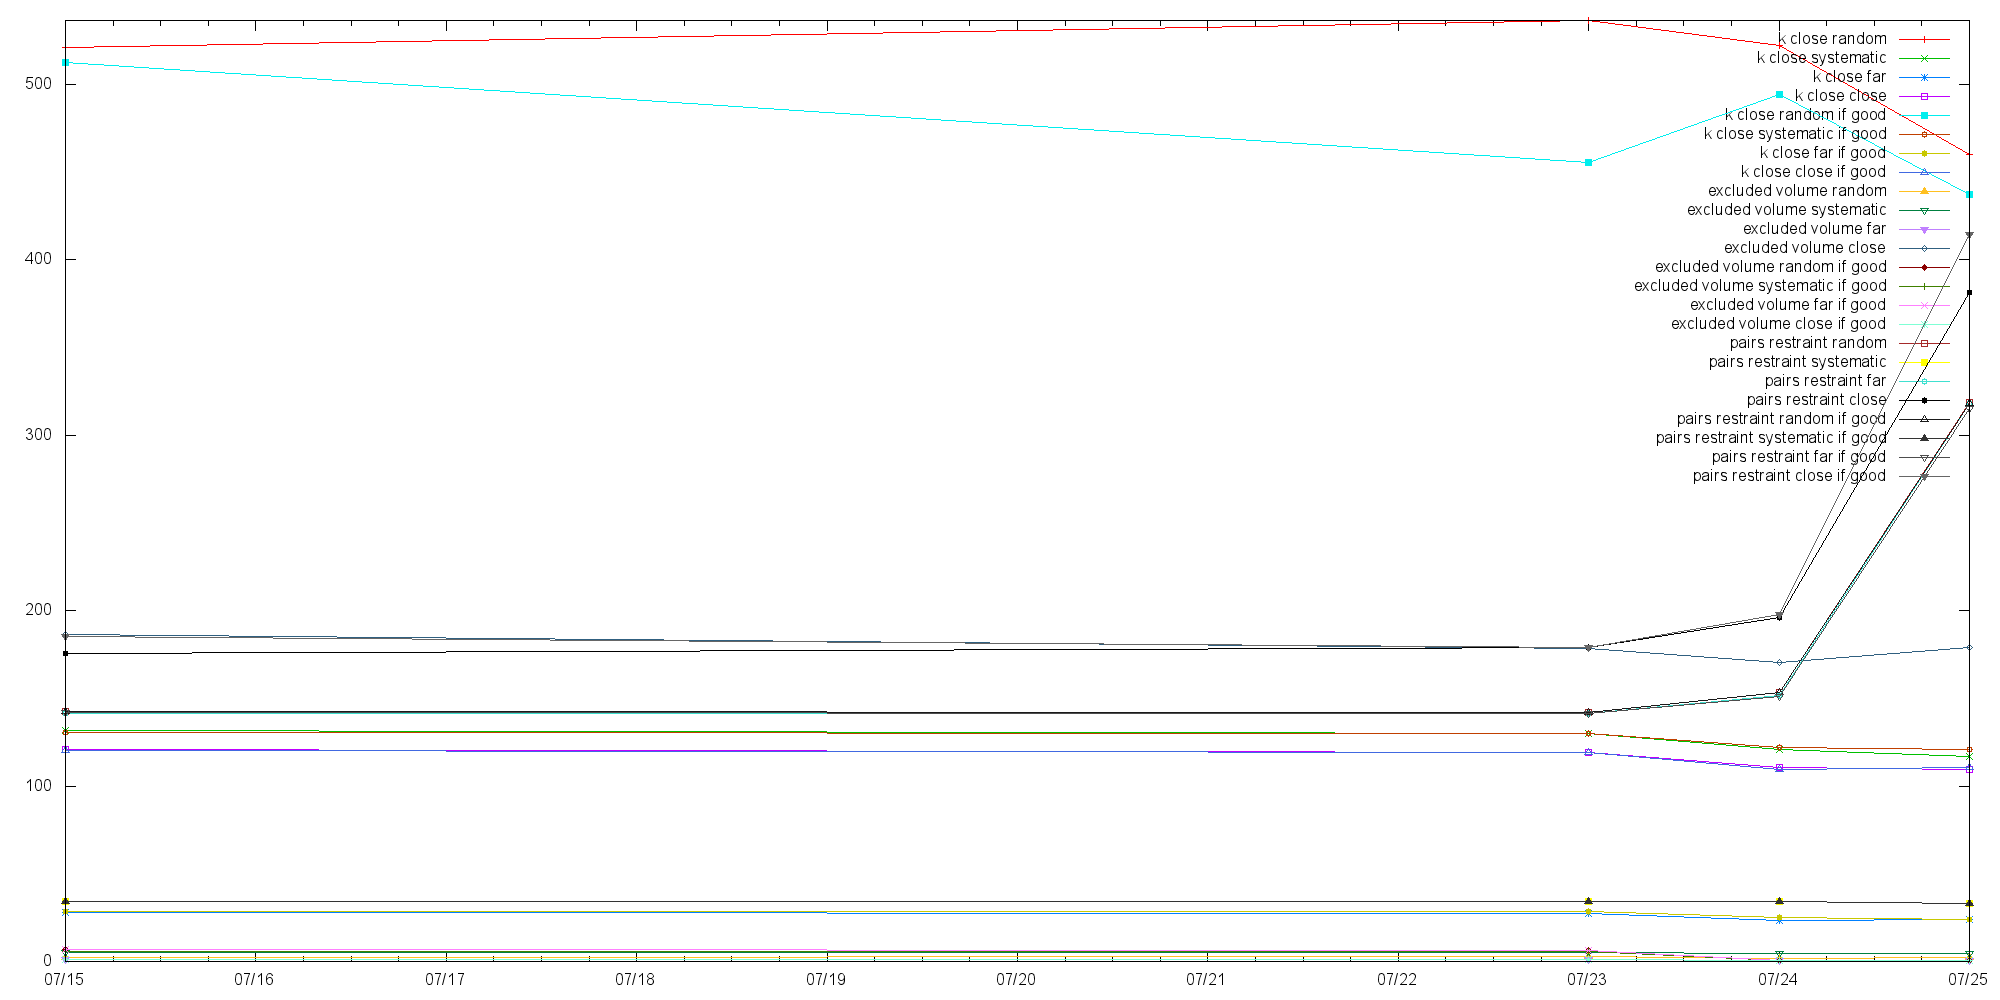 k close random
k close systematic
500
k close far
k close close
k close random if good
k close systematic if good
k close far if good
k close close if good
excluded volume random
excluded volume systematic
excluded volume far
excluded volume close
400
excluded volume random if good
excluded volume systematic if good
excluded volume far if good
excluded volume close if good
pairs restraint random
pairs restraint systematic
pairs restraint far
pairs restraint close
pairs restraint random if good
300
pairs restraint systematic if good
pairs restraint far if good
pairs restraint close if good
200
100
0
07/15 07/16 07/17 07/18 07/19 07/20 07/21 07/22 07/23 07/24 07/25